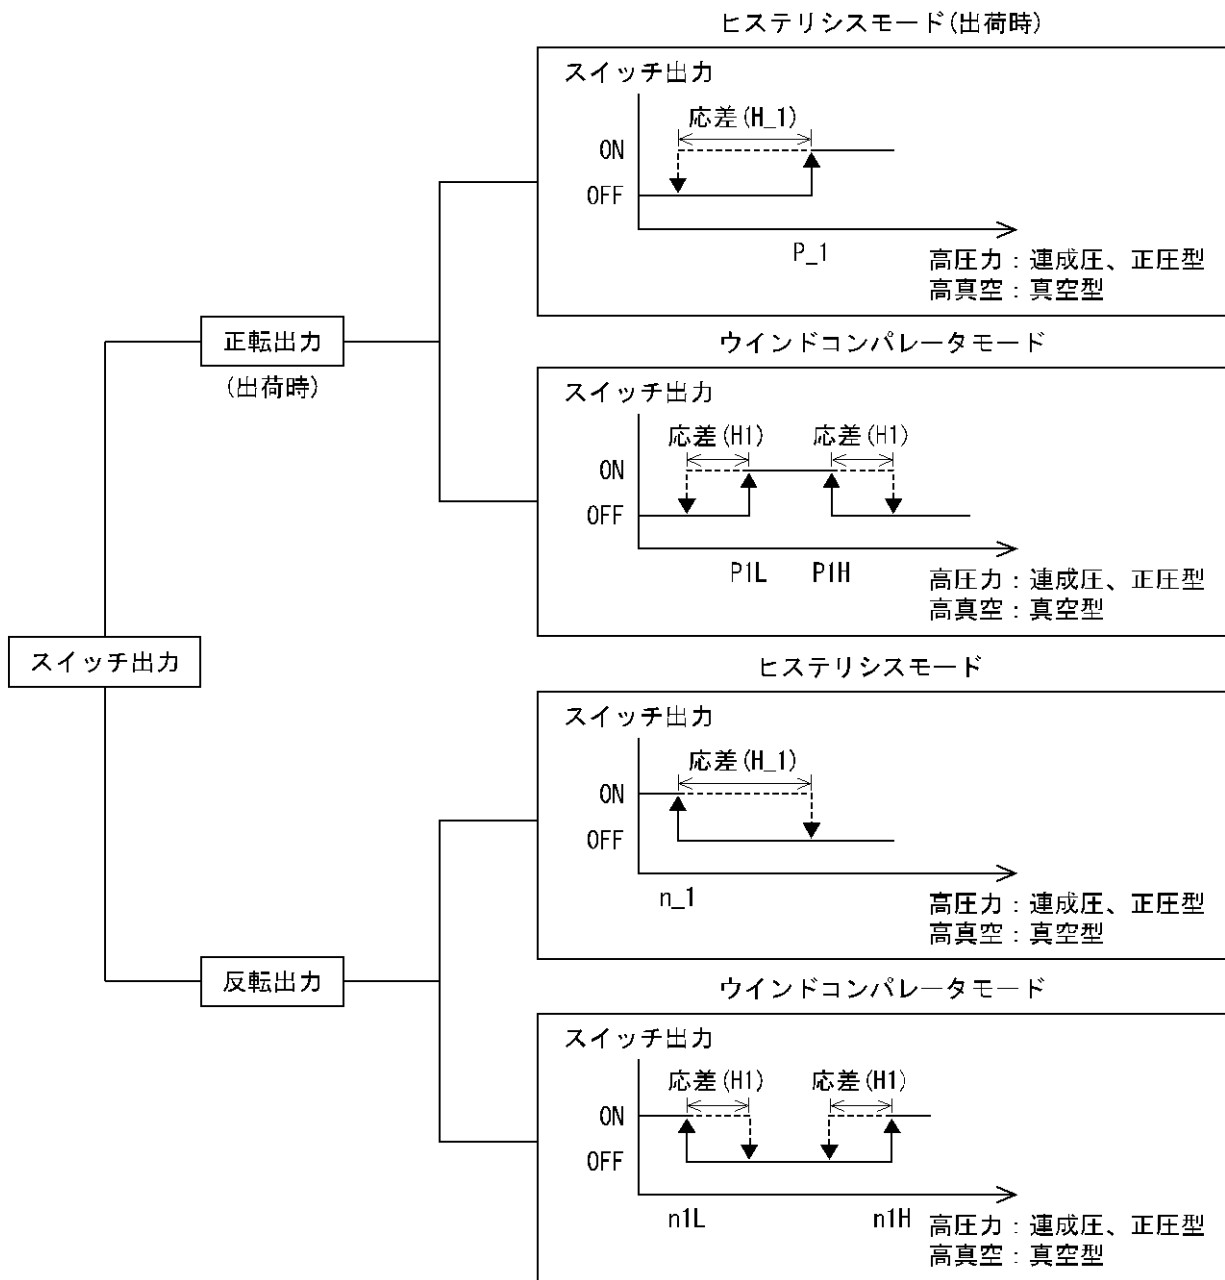 ヒステリシスモード(出荷時)
スイッチ出力
応差(H_1)
ON
OFF
P_1
高圧力：連成圧、正圧型
高真空：真空型
正転出力
(出荷時)
ウインドコンパレータモード
スイッチ出力
応差(H1) 応差(H1)
ON
OFF
P1L P1H
高圧力：連成圧、正圧型
高真空：真空型
スイッチ出力
ヒステリシスモード
スイッチ出力
応差(H_1)
ON
OFF
n_1
高圧力：連成圧、正圧型
高真空：真空型
反転出力
ウインドコンパレータモード
スイッチ出力
応差(H1) 応差(H1)
ON
OFF
n1L n1H
高圧力：連成圧、正圧型
高真空：真空型